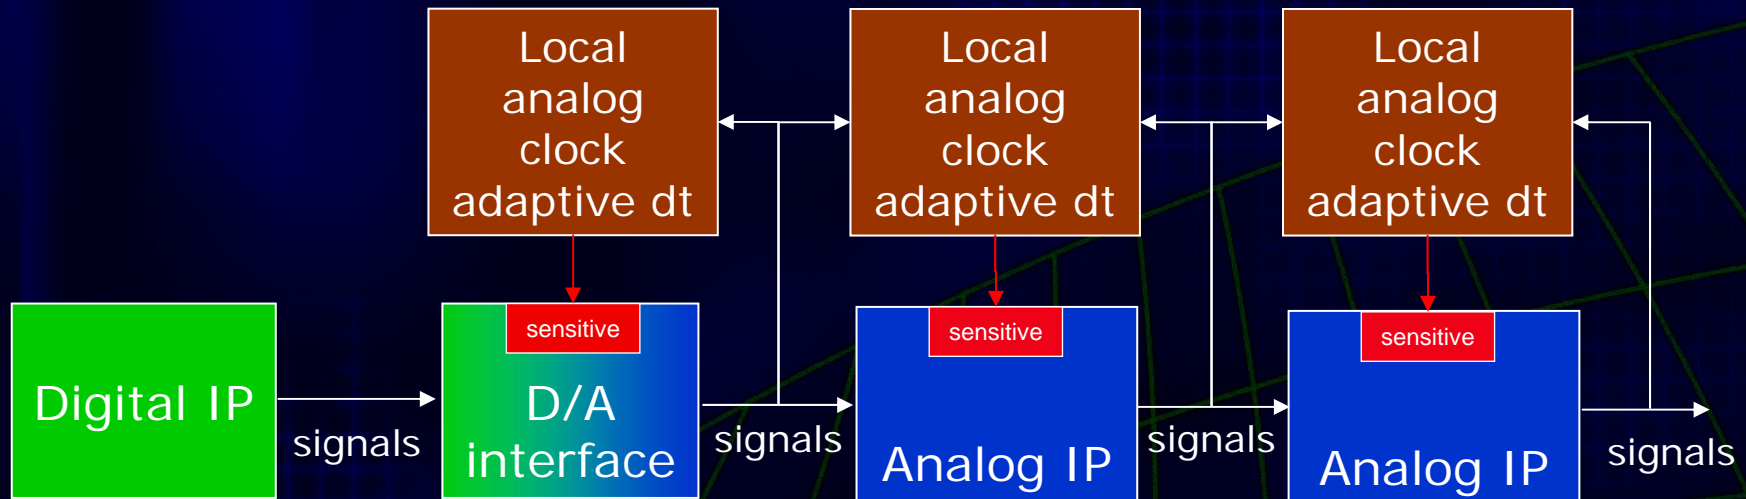 Local
analog
clock
adaptive dt
Local
analog
clock
adaptive dt
Local
analog
clock
adaptive dt
sensitive
sensitive
sensitive
Digital IP
signals
D/A
interface
signals
Analog IP
signals
Analog IP
signals